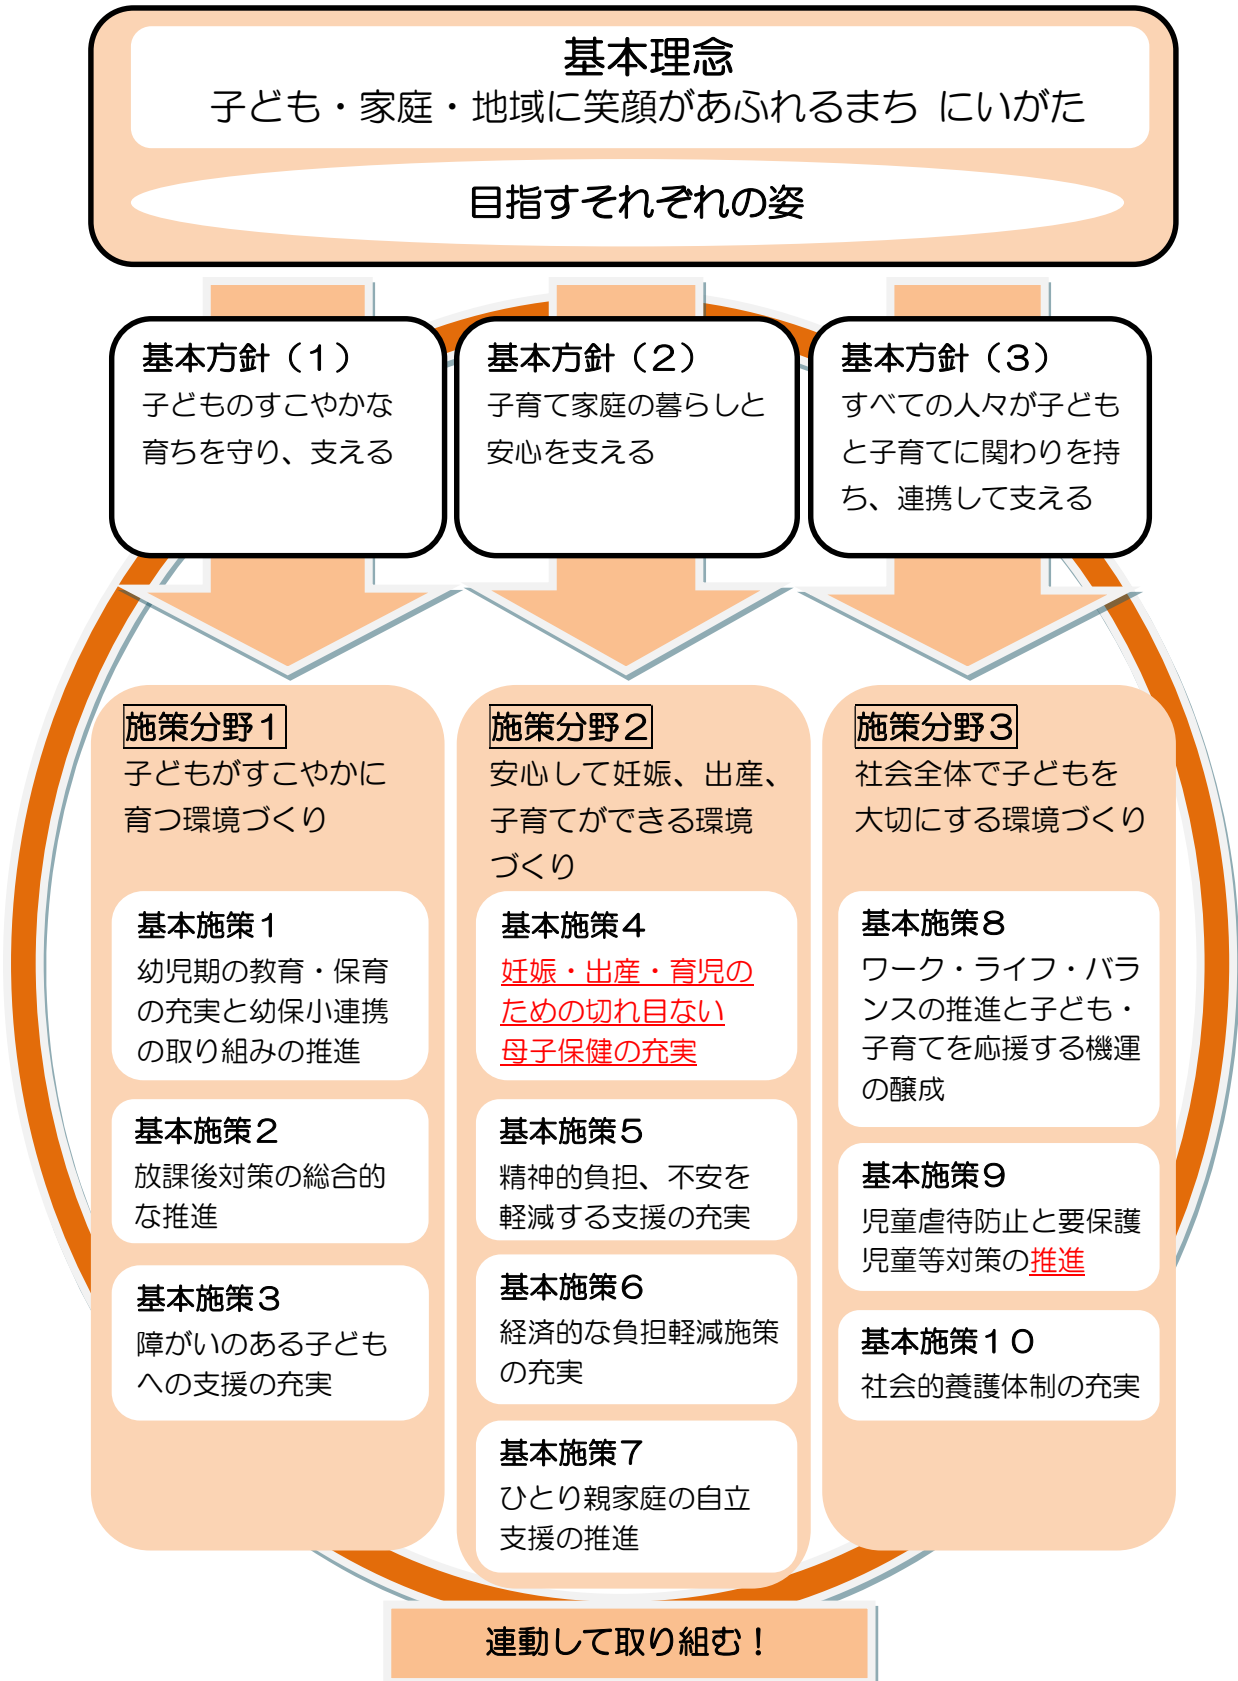 基本理念
子ども・家庭・地域に笑顔があふれるまち にいがた
目指すそれぞれの姿
基本方針（1）
子どものすこやかな
育ちを守り、支える
基本方針（2）
子育て家庭の暮らしと
安心を支える
基本方針（3）
すべての人々が子ども
と子育てに関わりを持
ち、連携して支える
施策分野1
子どもがすこやかに
育つ環境づくり
基本施策1
幼児期の教育・保育
の充実と幼保小連携
の取り組みの推進
基本施策2
放課後対策の総合的
な推進
基本施策3
障がいのある子ども
への支援の充実
施策分野2
安心して妊娠、出産、
子育てができる環境
づくり
基本施策4
妊娠・出産・育児の
ための切れ目ない
母子保健の充実
基本施策5
精神的負担、不安を
軽減する支援の充実
基本施策6
経済的な負担軽減施策
の充実
基本施策7
ひとり親家庭の自立
支援の推進
施策分野3
社会全体で子どもを
大切にする環境づくり
基本施策8
ワーク・ライフ・バラ
ンスの推進と子ども・
子育てを応援する機運
の醸成
基本施策9
児童虐待防止と要保護
児童等対策の推進
基本施策10
社会的養護体制の充実
連動して取り組む！